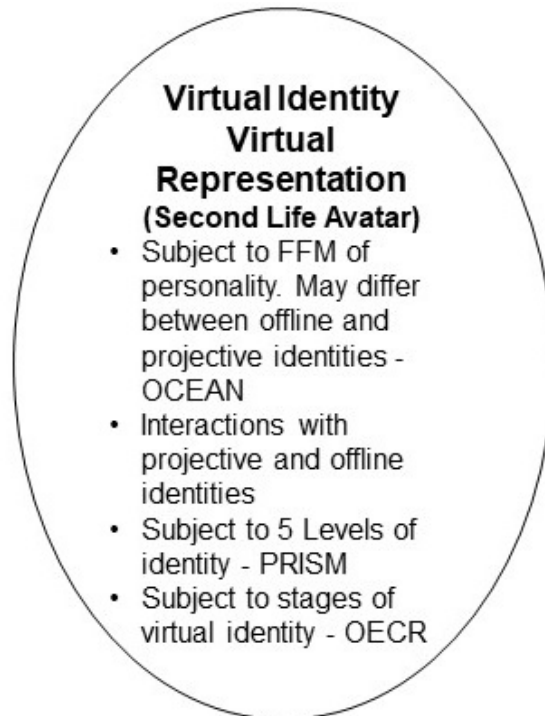 Virtual Identity
Virtual
Representation
(Second Life Avatar)
• Subject to FFM of
personality. May differ
between offline and
projective identities -
OCEAN
• Interactions with
projective and offline
identities
• Subject to 5 Levels of
identity - PRISM
• Subject to stages of
virtual identity - OECR